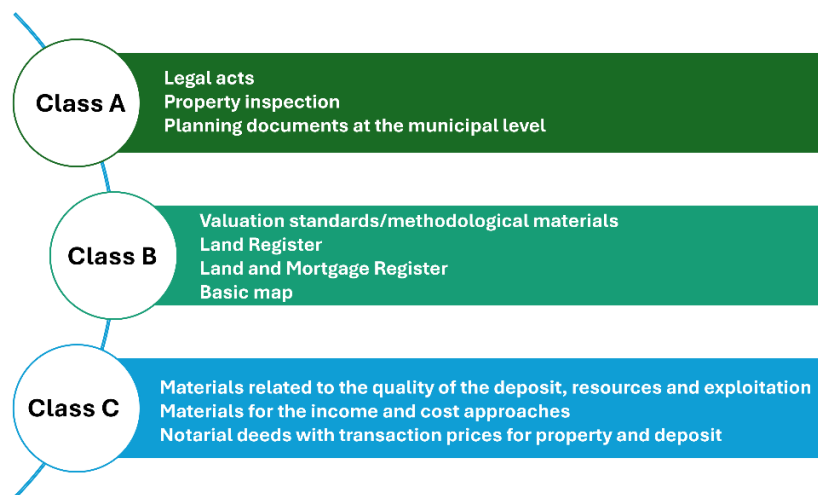 Class A
Legal acts
Property inspection
Planning documents at the municipal level
Class B
Valuation standards/methodological materials
Land Register
Land and Mortgage Register
Basic map
Class C
Materials related to the quality of the deposit, resources and exploitation
Materials for the income and cost approaches
Notarial deeds with transaction prices for property and deposit